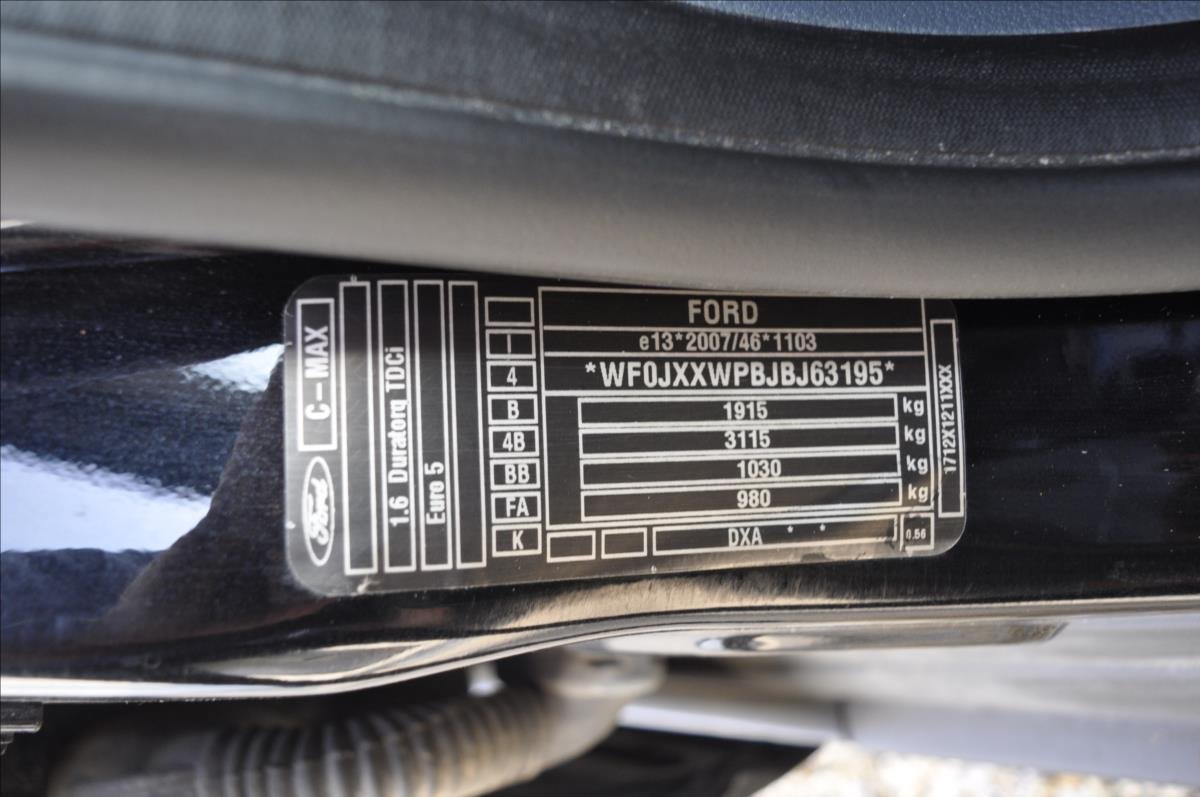 Ford
C-MAX
1.6 Duratorq TDCi
Euro 5
4
B
4B
BB
FA
K
FORD
e13*2007/46*1103
*WF0JXXWPBJBJ63195*
1915 kg
3115 kg
1030 kg
980 kg
DXA * *
0.56
1712X1211XXX